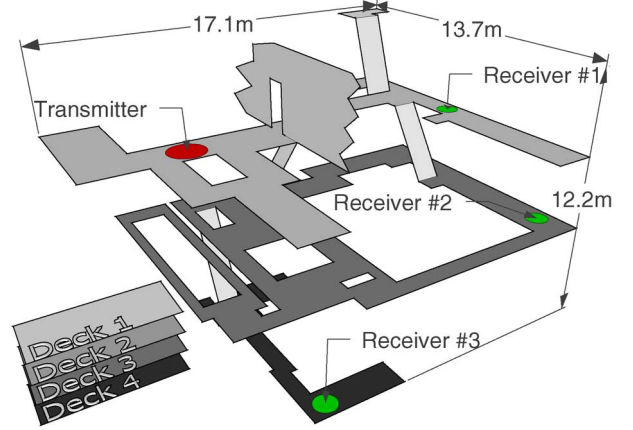 17.1m
13.7m
Receiver #1
Transmitter
Receiver #2
12.2m
Receiver #3
Deck 1
Deck 2
Deck 3
Deck 4